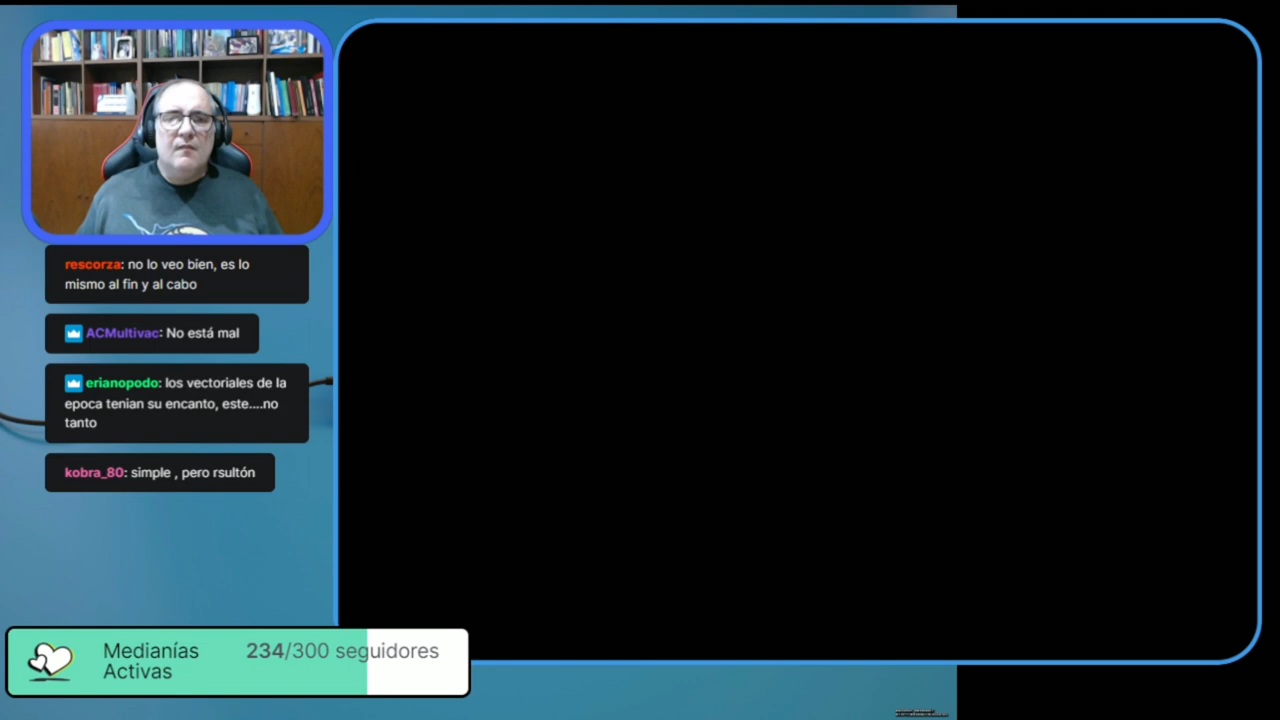 rescorza: no lo veo bien, es lo
mismo al fin y al cabo
ACMultivac: No está mal
erianopodo: los vectoriales de la
epoca tenian su encanto, este....no
tanto
kobra_80: simple , pero rsultón
Medianías
Activas
234/300 seguidores